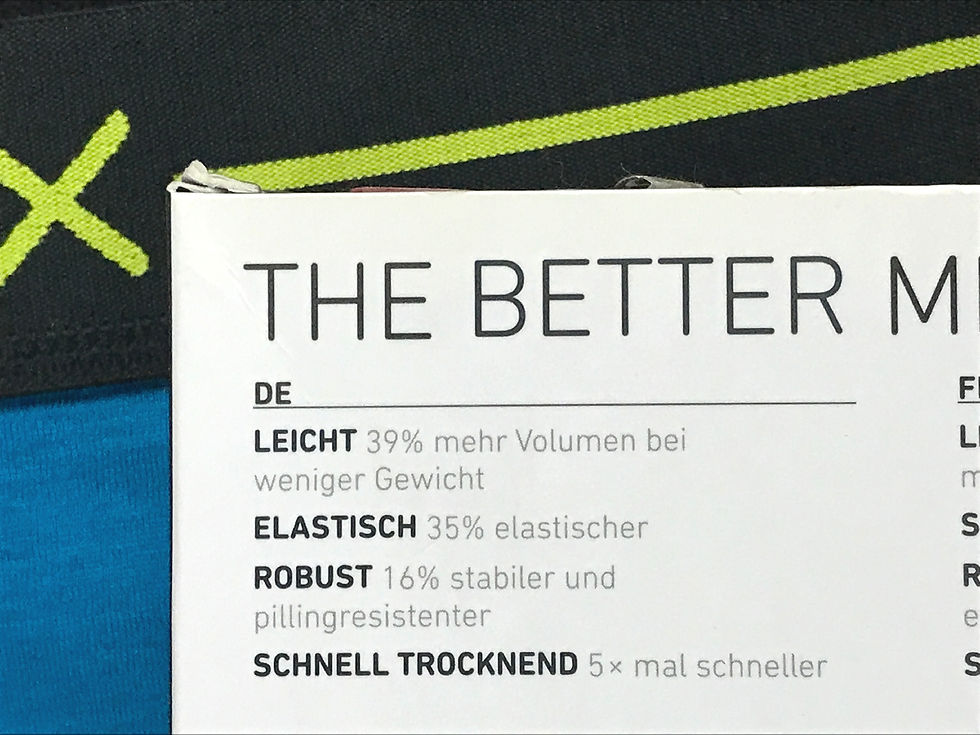 THE BETTER M
DE
LEICHT 39% mehr Volumen bei
weniger Gewicht
ELASTISCH 35% elastischer
ROBUST 16% stabiler und
pillingresistenter
SCHNELL TROCKNEND 5× mal schneller
X